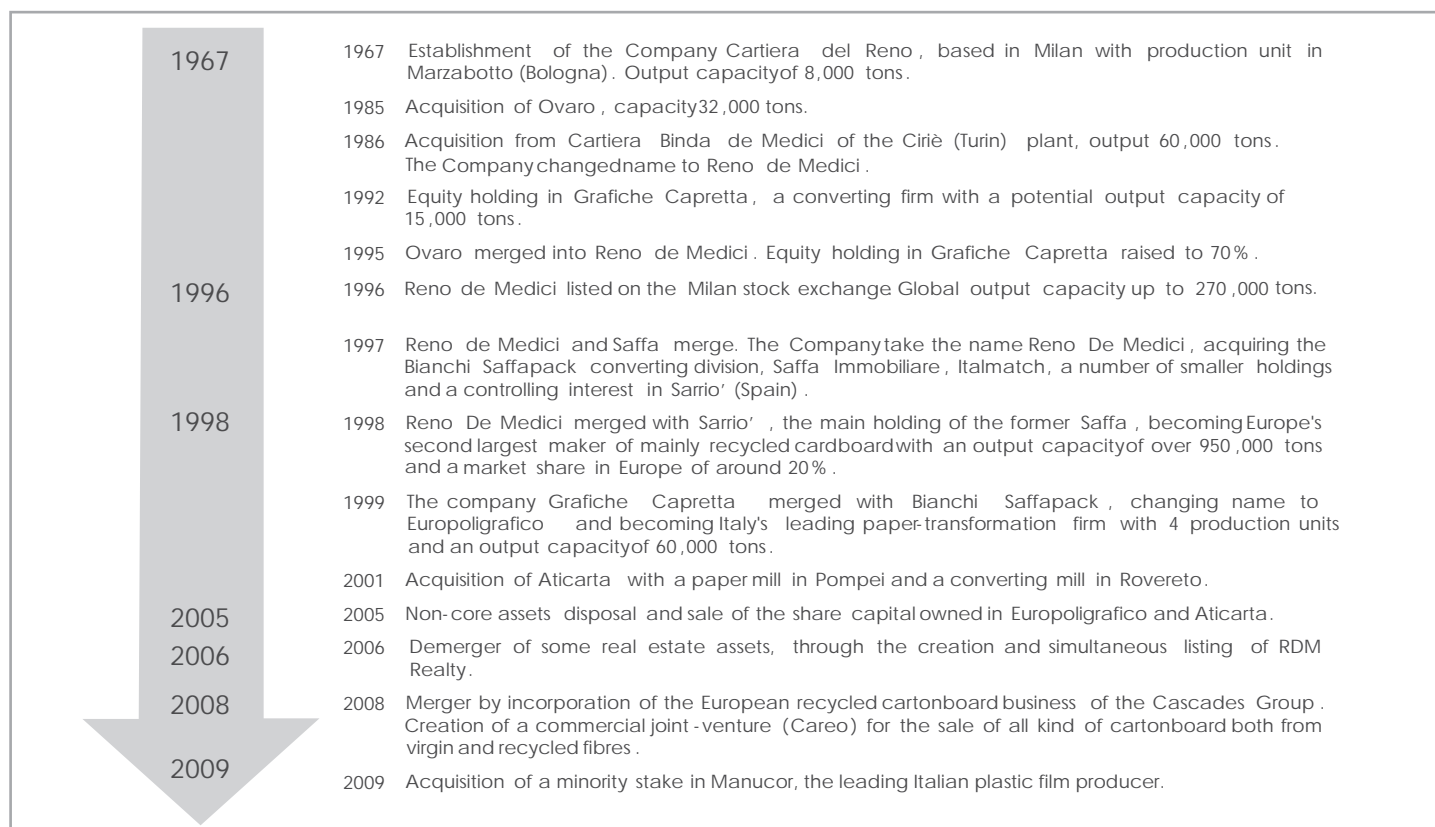 1967
1967 Establishment of the Company Cartiera del Reno, based in Milan with production unit in
Marzabotto (Bologna). Output capacity of 8,000 tons.
1985 Acquisition of Ovaro, capacity 32,000 tons.
1986 Acquisition from Cartiera Binda de Medici of the Ciriè (Turin) plant, output 60,000 tons.
The Company changed name to Reno de Medici.
1992 Equity holding in Grafiche Capretta, a converting firm with a potential output capacity of
15,000 tons.
1995 Ovaro merged into Reno de Medici. Equity holding in Grafiche Capretta raised to 70%.
1996
1996 Reno de Medici listed on the Milan stock exchange. Global output capacity up to 270,000 tons.
1997 Reno de Medici and Saffa merge. The Company take the name Reno De Medici, acquiring the
Bianchi Saffapack converting division, Saffa Immobiliare, Italmatch, a number of smaller holdings
and a controlling interest in Sarrio' (Spain).
1998
1998 Reno De Medici merged with Sarrio', the main holding of the former Saffa, becoming Europe's
second largest maker of mainly recycled cardboard with an output capacity of over 950,000 tons
and a market share in Europe of around 20%.
1999 The company Grafiche Capretta merged with Bianchi Saffapack, changing name to
Europoligrafico and becoming Italy's leading paper-transformation firm with 4 production units
and an output capacity of 60,000 tons.
2001 Acquisition of Aticarta with a paper mill in Pompei and a converting mill in Rovereto.
2005
2005 Non-core assets disposal and sale of the share capital owned in Europoligrafico and Aticarta.
2006
2006 Demerger of some real estate assets, through the creation and simultaneous listing of RDM
Realty.
2008
2008 Merger by incorporation of the European recycled cartonboard business of the Cascades Group.
Creation of a commercial joint-venture (Careo) for the sale of all kind of cartonboard both from
virgin and recycled fibres.
2009
2009 Acquisition of a minority stake in Manucor, the leading Italian plastic film producer.